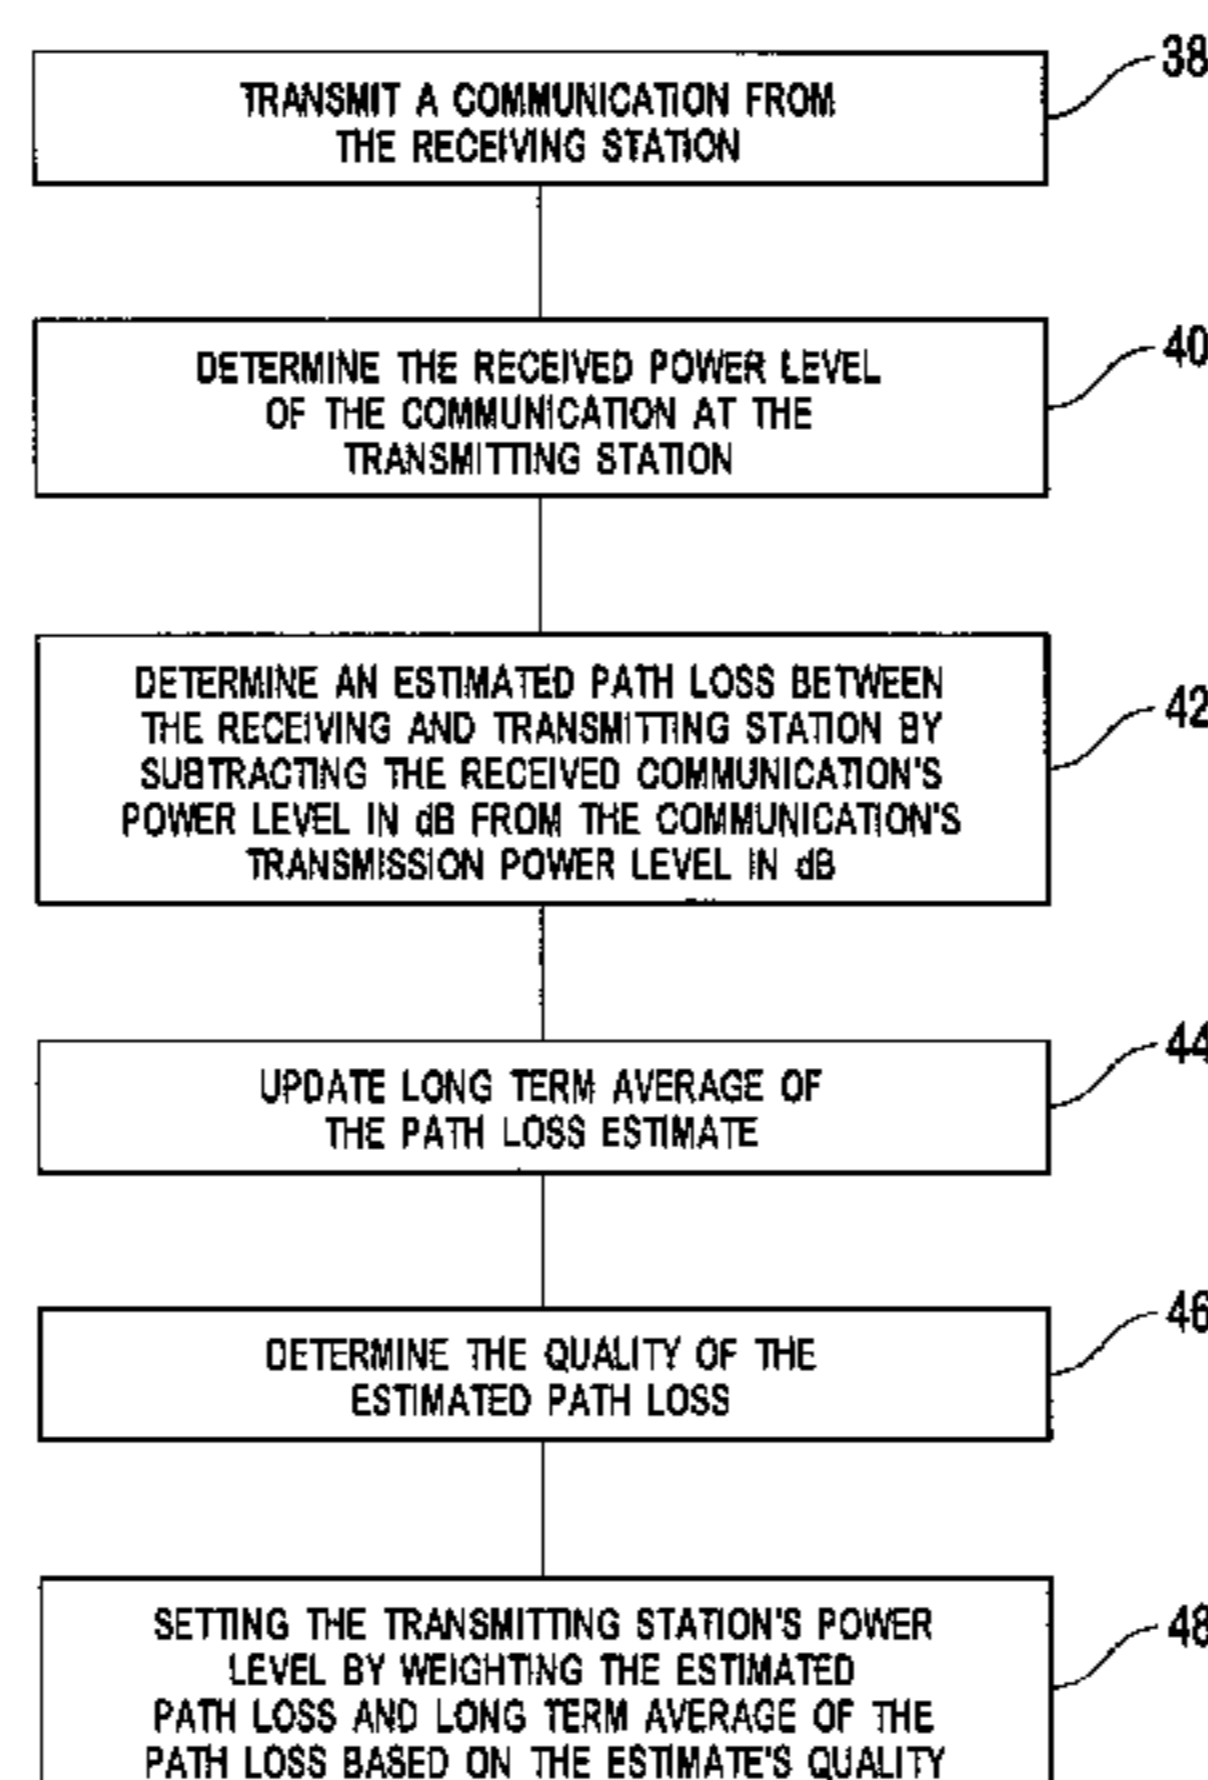 TRANSMIT A COMMUNICATION FROM
THE RECEIVING STATION
38
DETERMINE THE RECEIVED POWER LEVEL
OF THE COMMUNICATION AT THE
TRANSMITTING STATION
40
DETERMINE AN ESTIMATED PATH LOSS BETWEEN
THE RECEIVING AND TRANSMITTING STATION BY
SUBTRACTING THE RECEIVED COMMUNICATION'S
POWER LEVEL IN dB FROM THE COMMUNICATION'S
TRANSMISSION POWER LEVEL IN dB
42
UPDATE LONG TERM AVERAGE OF
THE PATH LOSS ESTIMATE
44
DETERMINE THE QUALITY OF THE
ESTIMATED PATH LOSS
46
SETTING THE TRANSMITTING STATION'S POWER
LEVEL BY WEIGHTING THE ESTIMATED
PATH LOSS AND LONG TERM AVERAGE OF THE
PATH LOSS BASED ON THE ESTIMATE'S QUALITY
48